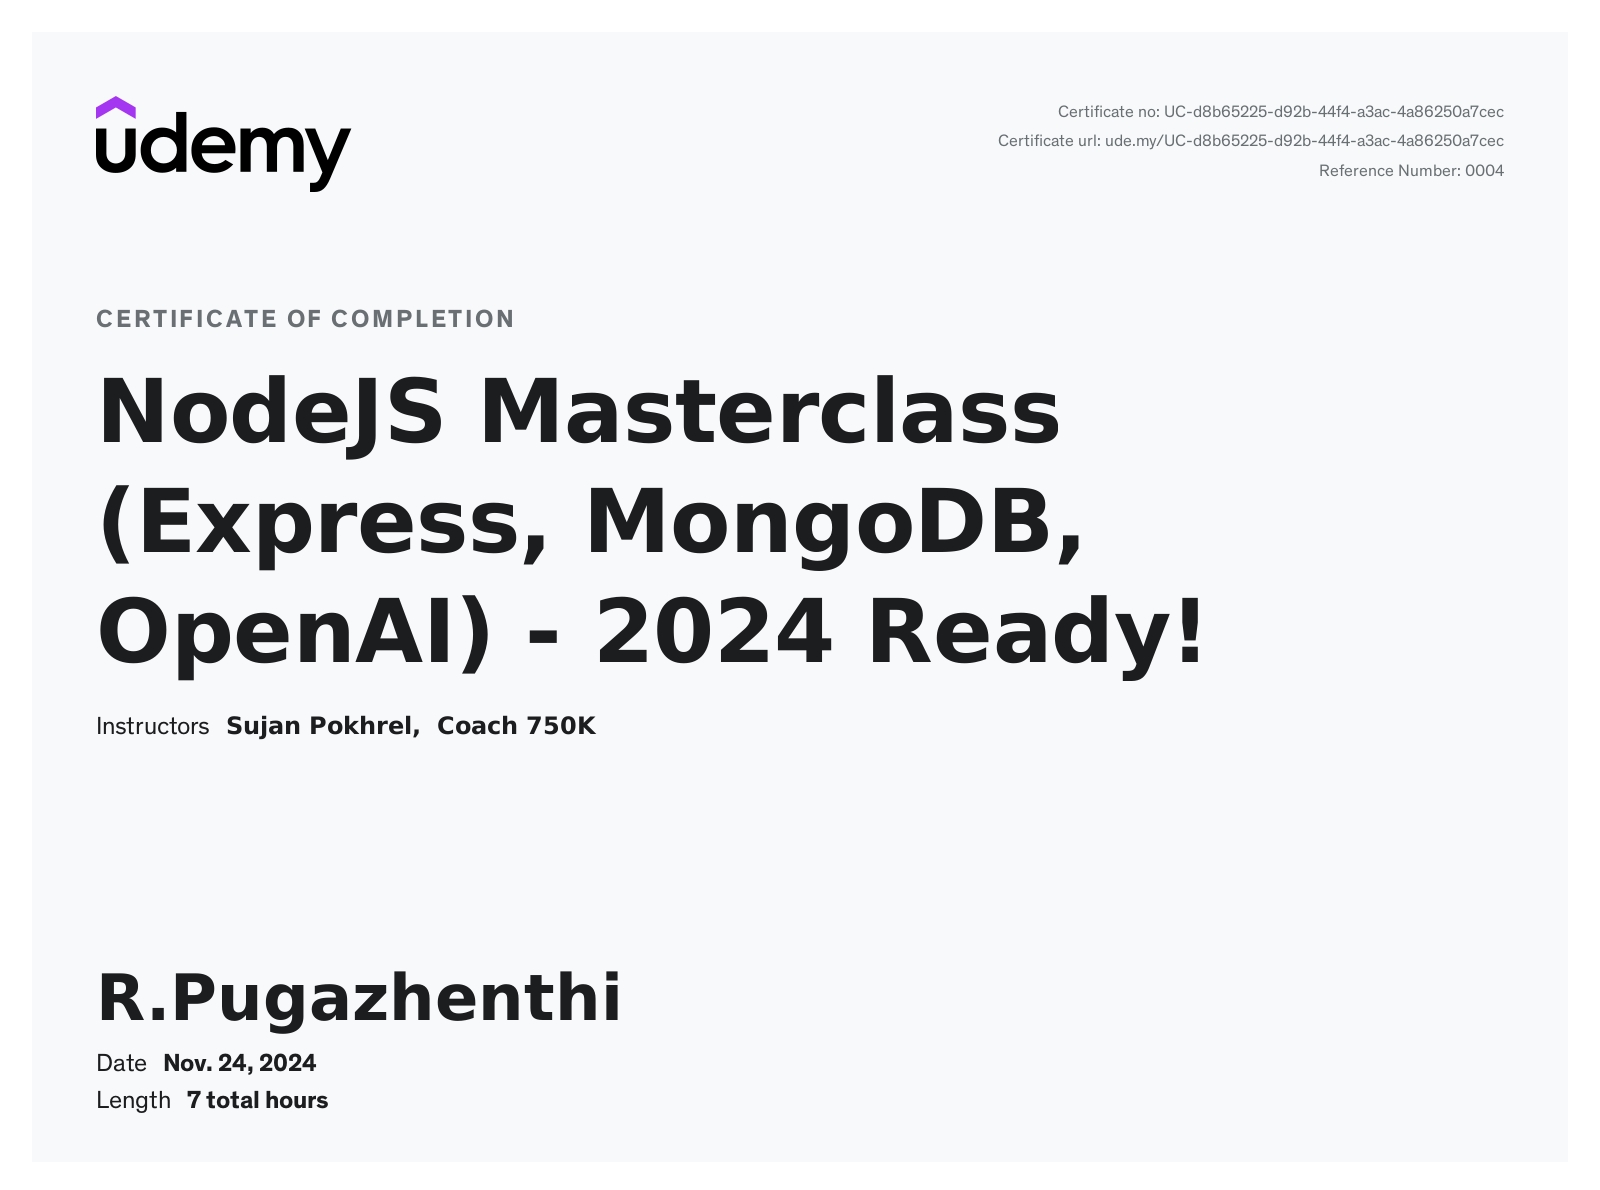 udemy
Certificate no: UC-d8b65225-d92b-44f4-a3ac-4a86250a7cec
Certificate url: ude.my/UC-d8b65225-d92b-44f4-a3ac-4a86250a7cec
Reference Number: 0004
CERTIFICATE OF COMPLETION
NodeJS Masterclass
(Express, MongoDB,
OpenAI) - 2024 Ready!
Instructors Sujan Pokhrel, Coach 750K
R.Pugazhenthi
Date Nov. 24, 2024
Length 7 total hours